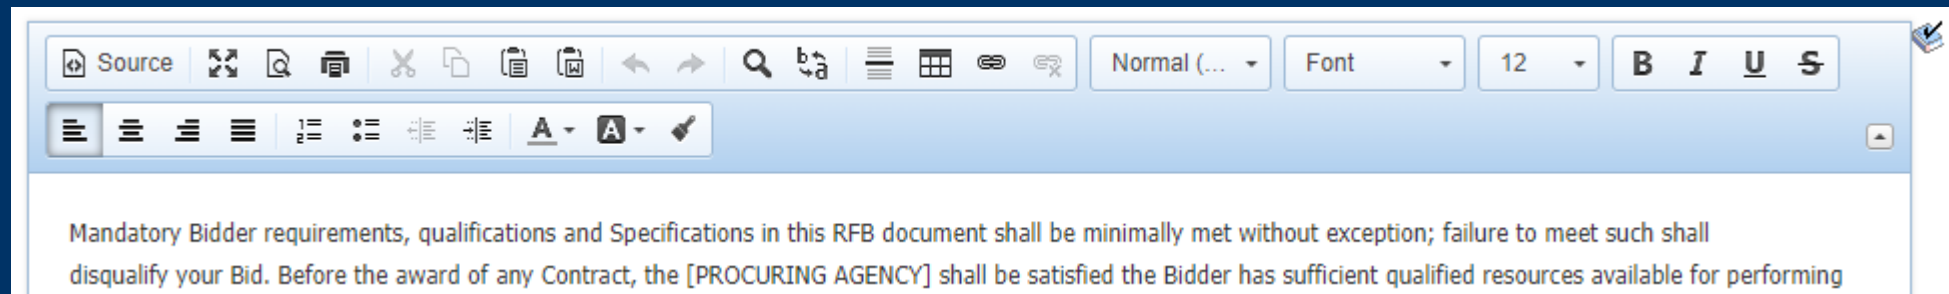 Source Normal (... Font 12 B I U S
Mandatory Bidder requirements, qualifications and Specifications in this RFB document shall be minimally met without exception; failure to meet such shall
disqualify your Bid. Before the award of any Contract, the [PROCURING AGENCY] shall be satisfied the Bidder has sufficient qualified resources available for performing